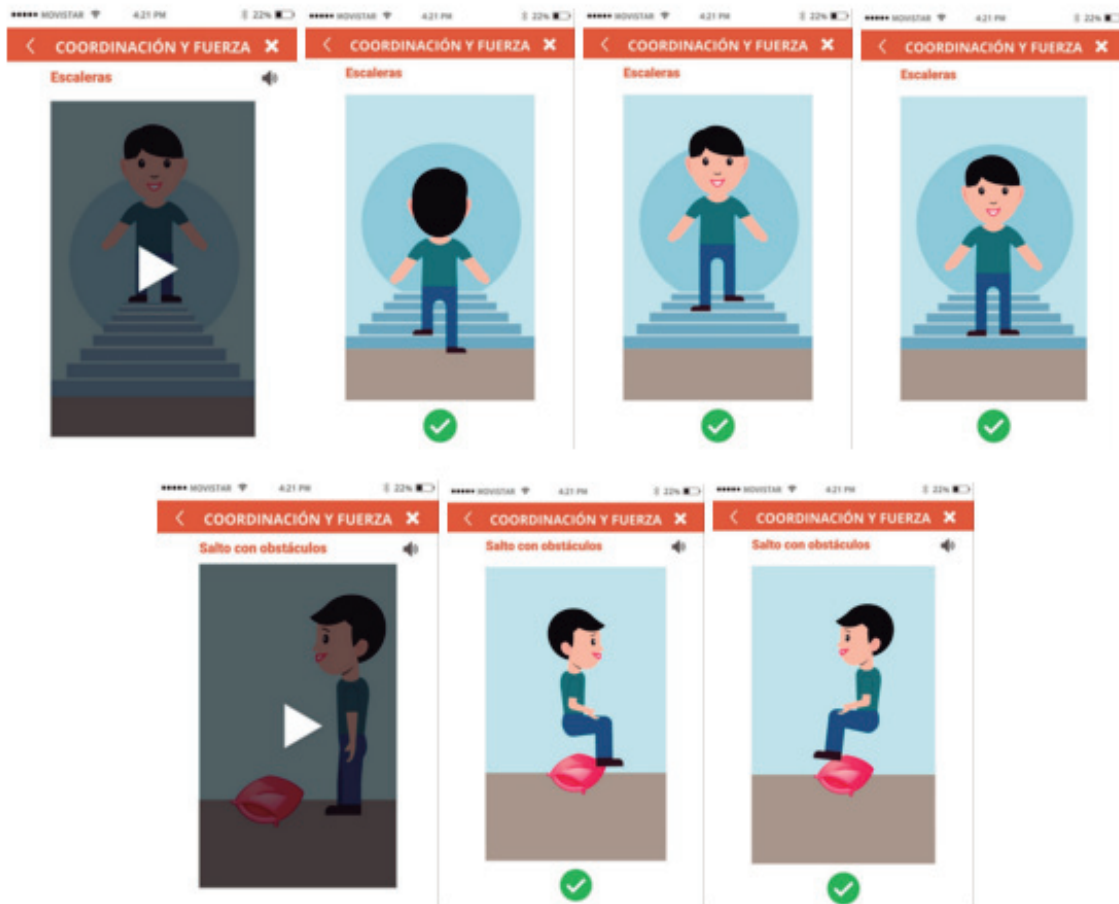 MOVISTAR 4:21 PM 22%
COORDINACIÓN Y FUERZA
Escaleras
MOVISTAR 4:21 PM 22%
COORDINACIÓN Y FUERZA
Escaleras
MOVISTAR 4:21 PM 22%
COORDINACIÓN Y FUERZA
Escaleras
MOVISTAR 4:21 PM 22%
COORDINACIÓN Y FUERZA
Escaleras
MOVISTAR 4:21 PM 22%
COORDINACIÓN Y FUERZA
Salto con obstáculos
MOVISTAR 4:21 PM 22%
COORDINACIÓN Y FUERZA
Salto con obstáculos
MOVISTAR 4:21 PM 22%
COORDINACIÓN Y FUERZA
Salto con obstáculos